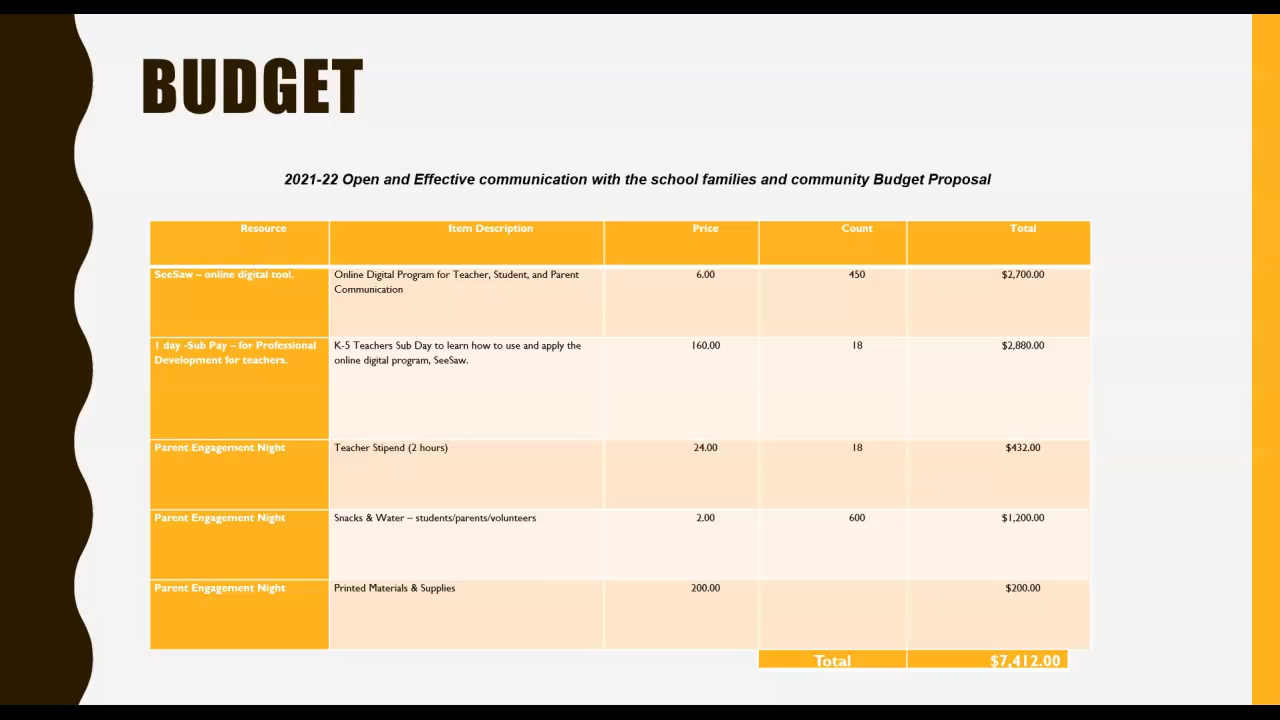 BUDGET
2021-22 Open and Effective communication with the school families and community Budget Proposal
Resource Item Description Price Count Total
SeeSaw – online digital tool. Online Digital Program for Teacher, Student, and Parent 6.00 450 $2,700.00
Communication
1 day -Sub Pay – for Professional K-5 Teachers Sub Day to learn how to use and apply the 160.00 18 $2,880.00
Development for teachers. online digital program, SeeSaw.
Parent Engagement Night Teacher Stipend (2 hours) 24.00 18 $432.00
Parent Engagement Night Snacks & Water – students/parents/volunteers 2.00 600 $1,200.00
Parent Engagement Night Printed Materials & Supplies 200.00 $200.00
Total $7,412.00